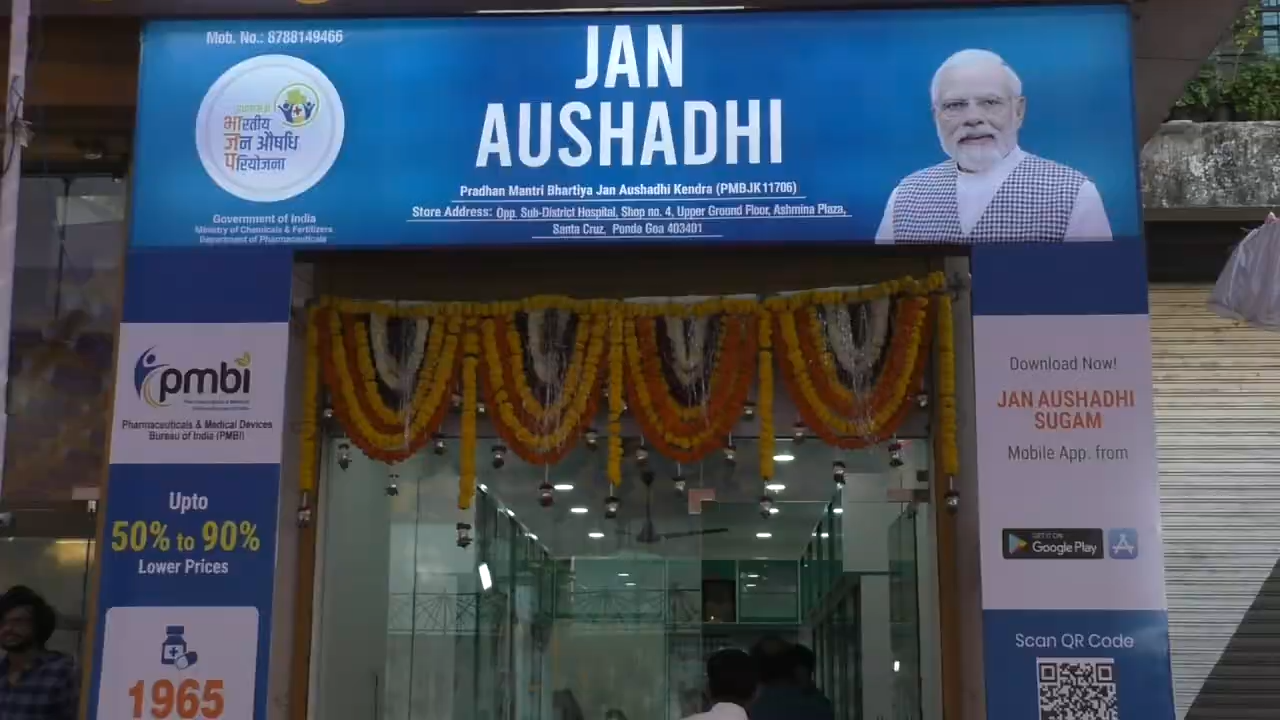 Mob. No.: 8788149466
भारतीय
जन औषधि
परियोजना
Government of India
Ministry of Chemicals & Fertilizers
Department of Pharmaceuticals
JAN
AUSHADHI
Pradhan Mantri Bhartiya Jan Aushadhi Kendra (PMBJK11706)
Store Address: Opp. Sub-District Hospital, Shop no. 4, Upper Ground Floor, Ashmina Plaza,
Santa Cruz, Ponda Goa 403401
pmbi
Pharmaceuticals & Medical Devices
Bureau of India (PMBI)
Upto
50% to 90%
Lower Prices
1965
Download Now!
JAN AUSHADHI
SUGAM
Mobile App. from
GET IT ON
Google Play
Scan QR Code